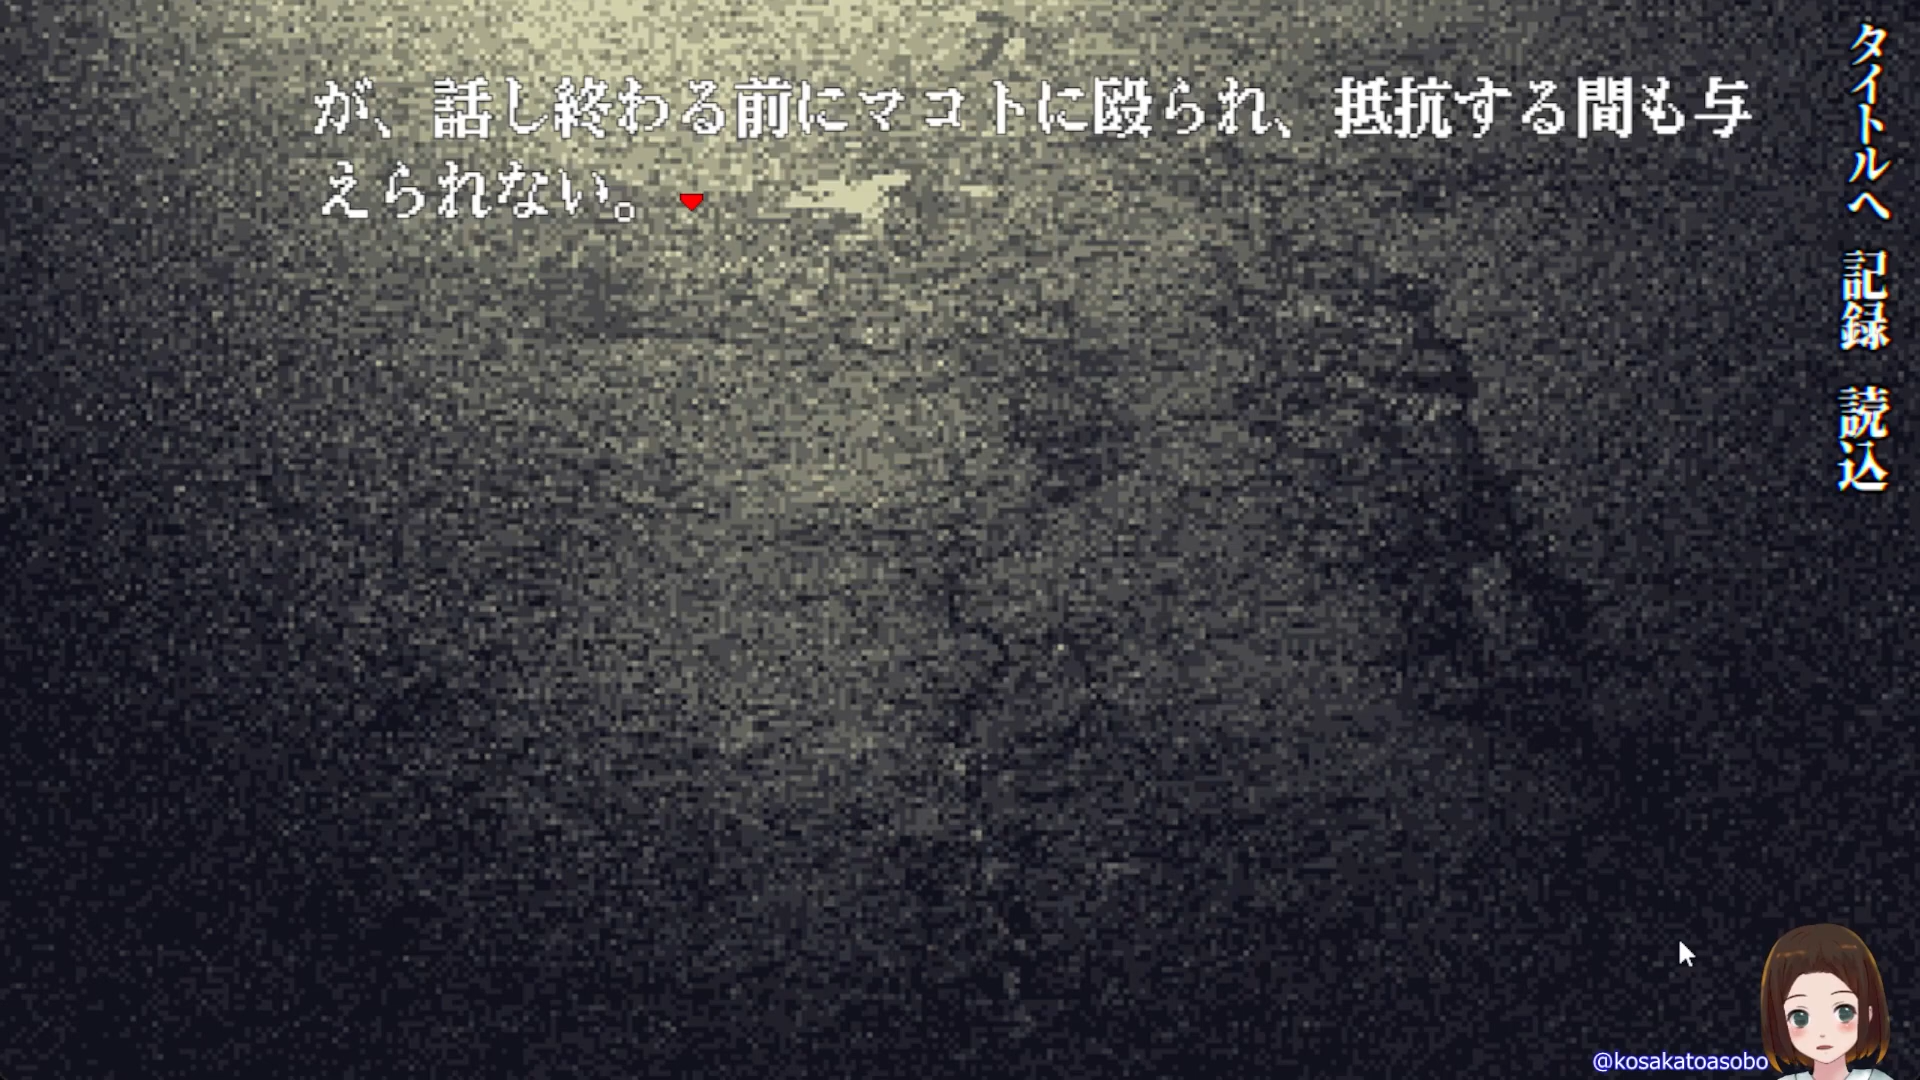 が、話し終わる前にマコトに殴られ、抵抗する間も与
えられない。
タイトルへ
記録
読込
@kosakatoasobo